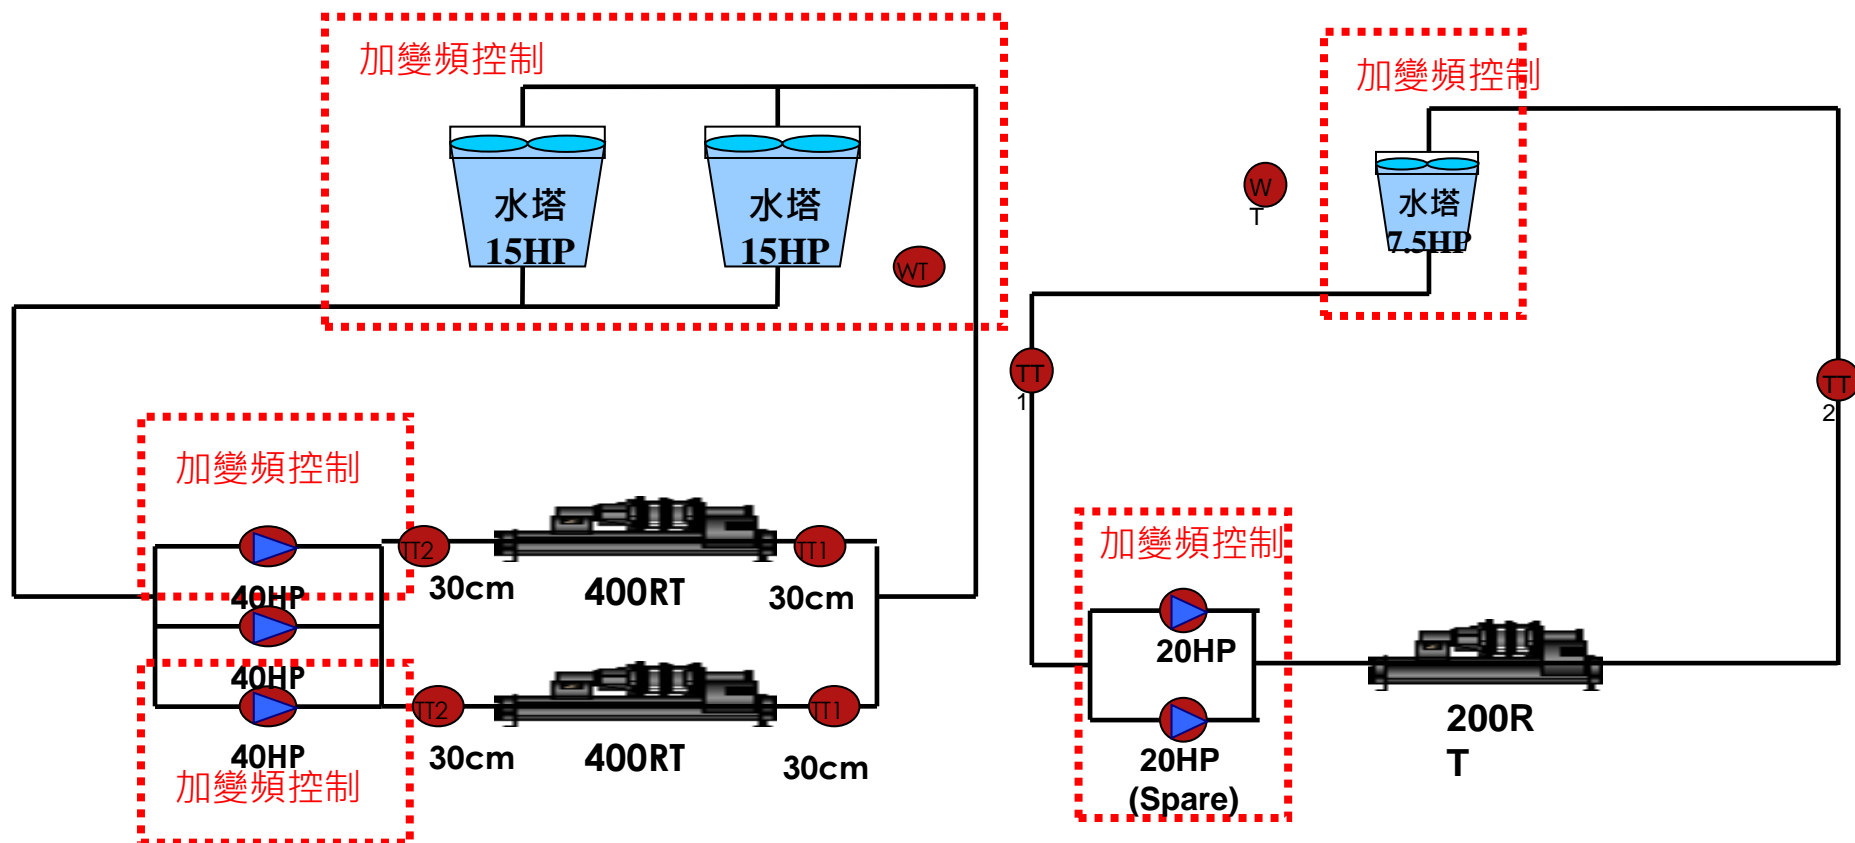 加變頻控制
水塔
15HP
水塔
15HP
WT
加變頻控制
40HP
40HP
40HP
加變頻控制
TT2
30cm
400RT
TT1
30cm
TT2
30cm
400RT
TT1
30cm
加變頻控制
水塔
7.5HP
W
T
TT
1
TT
2
加變頻控制
20HP
20HP
(Spare)
200R
T